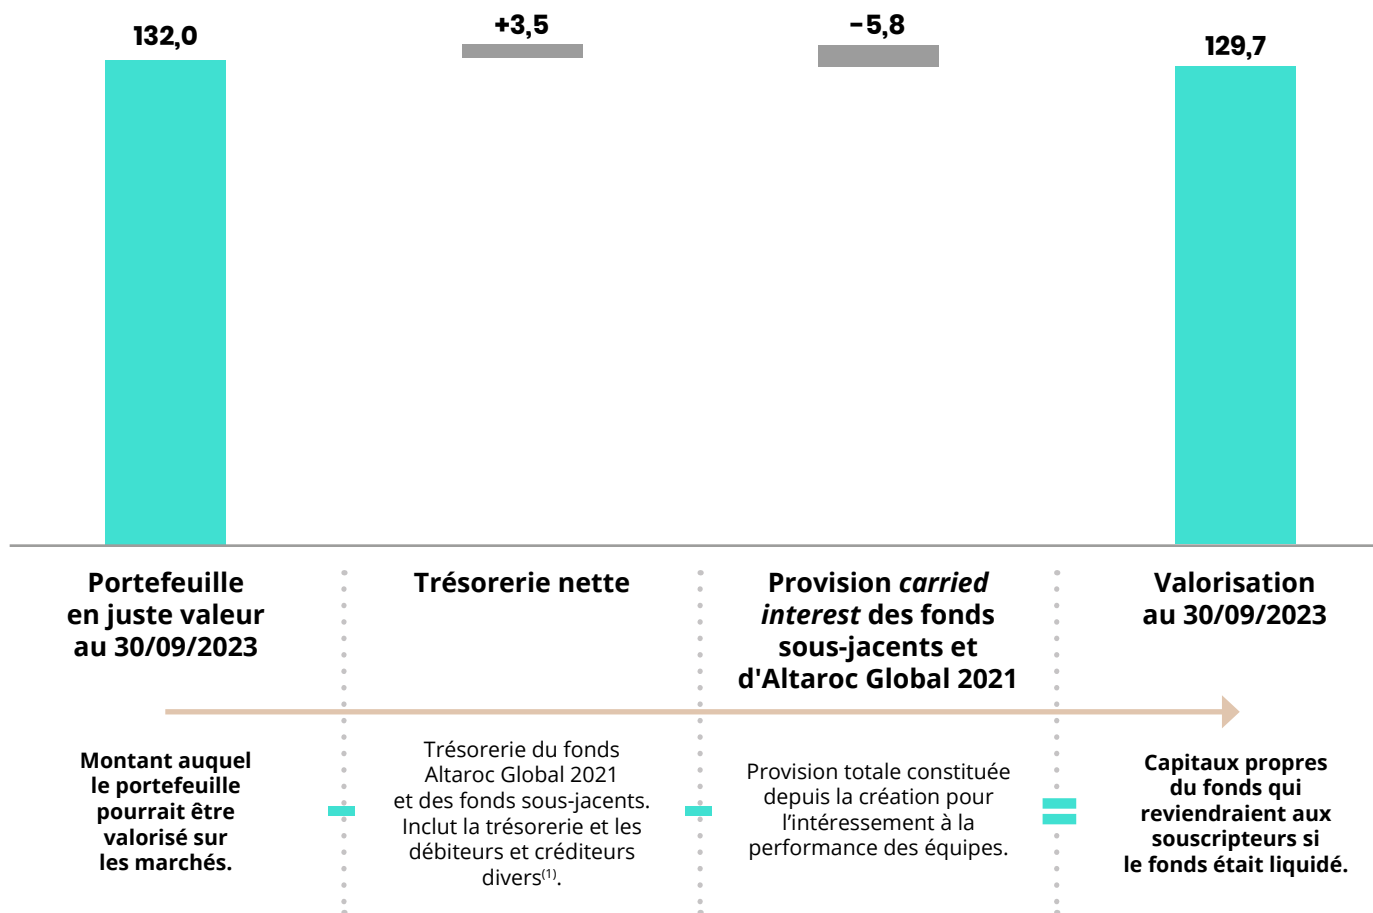 132,0
+3,5
−5,8
129,7
Portefeuille
en juste valeur
au 30/09/2023
Trésorerie nette
Provision carried
interest des fonds
sous-jacents et
d'Altaroc Global 2021
Valorisation
au 30/09/2023
Montant auquel
le portefeuille
pourrait être
valorisé sur
les marchés.
Trésorerie du fonds
Altaroc Global 2021
et des fonds sous-jacents.
Inclut la trésorerie et les
débiteurs et créditeurs
divers(1).
Provision totale constituée
depuis la création pour
l’intéressement à la
performance des équipes.
Capitaux propres
du fonds qui
reviendraient aux
souscripteurs si
le fonds était liquidé.